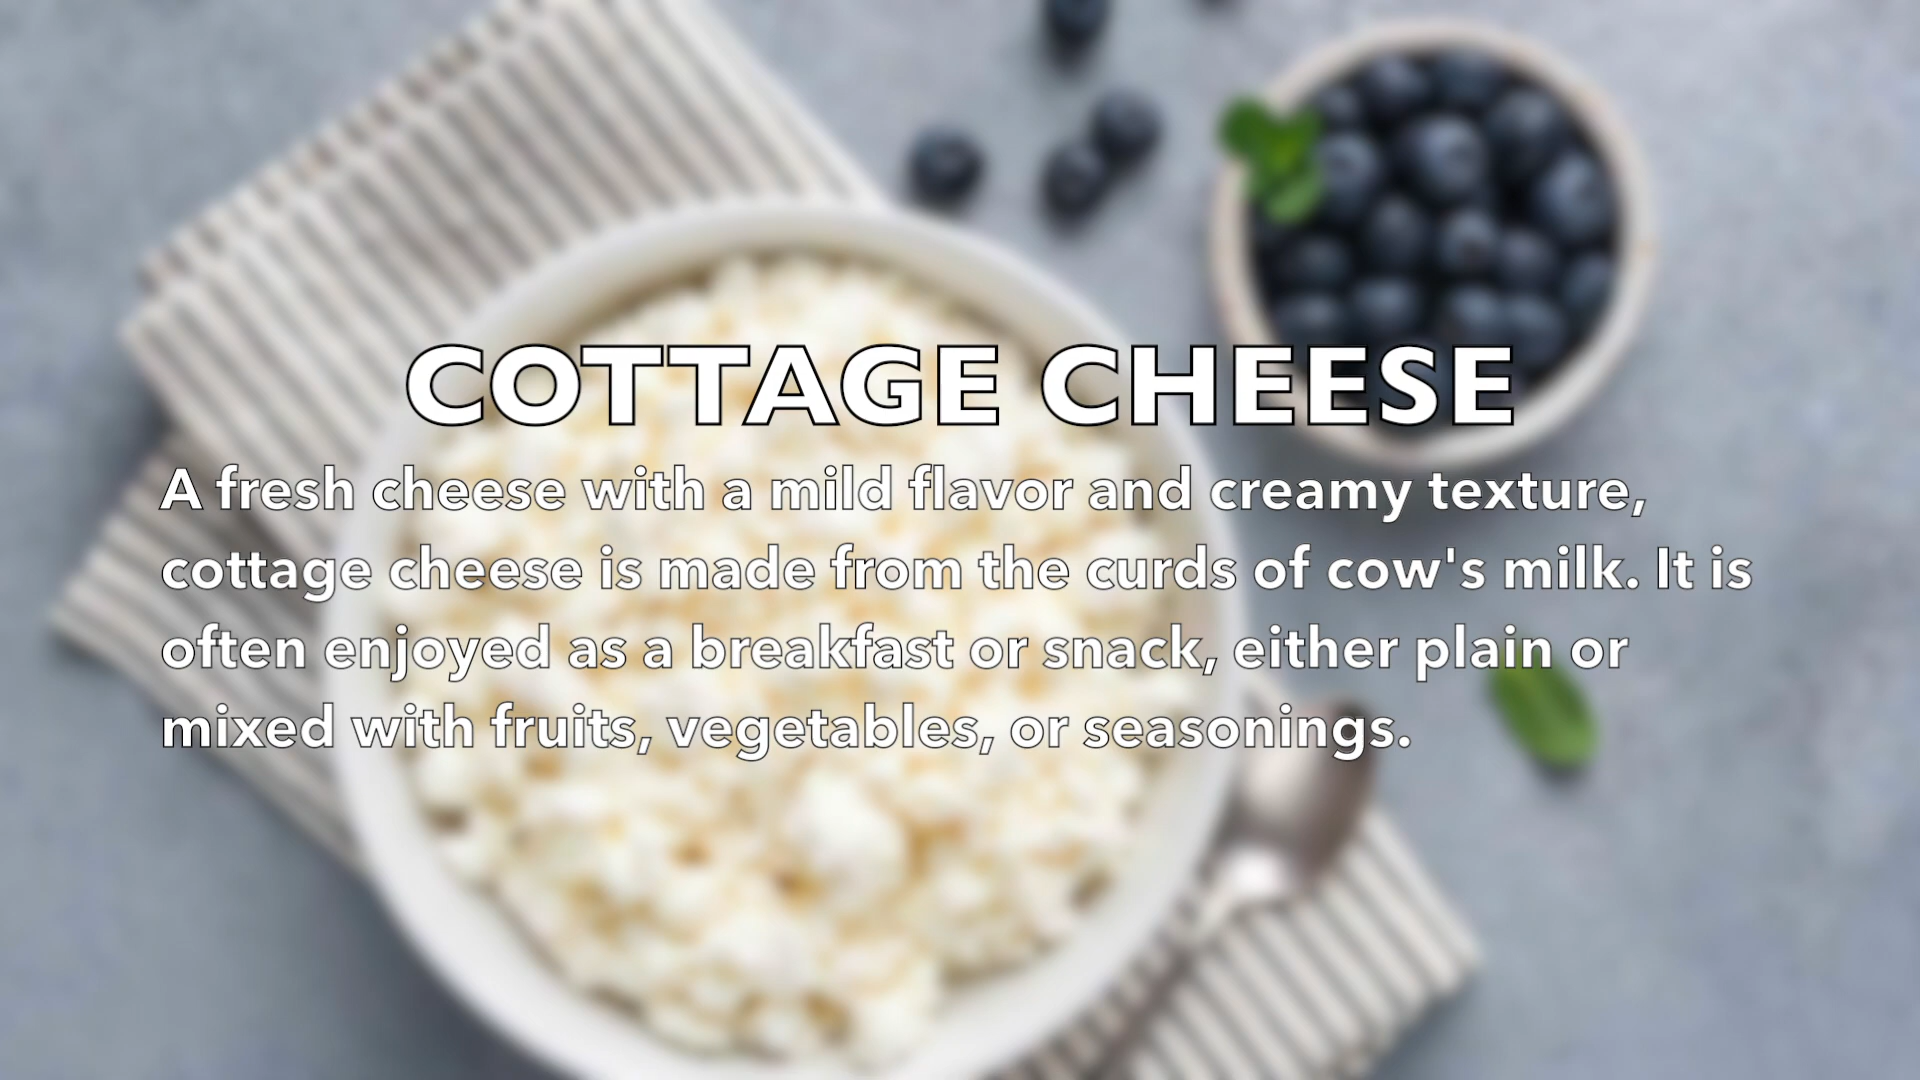 COTTAGE CHEESE
A fresh cheese with a mild flavor and creamy texture,
cottage cheese is made from the curds of cow's milk. It is
often enjoyed as a breakfast or snack, either plain or
mixed with fruits, vegetables, or seasonings.